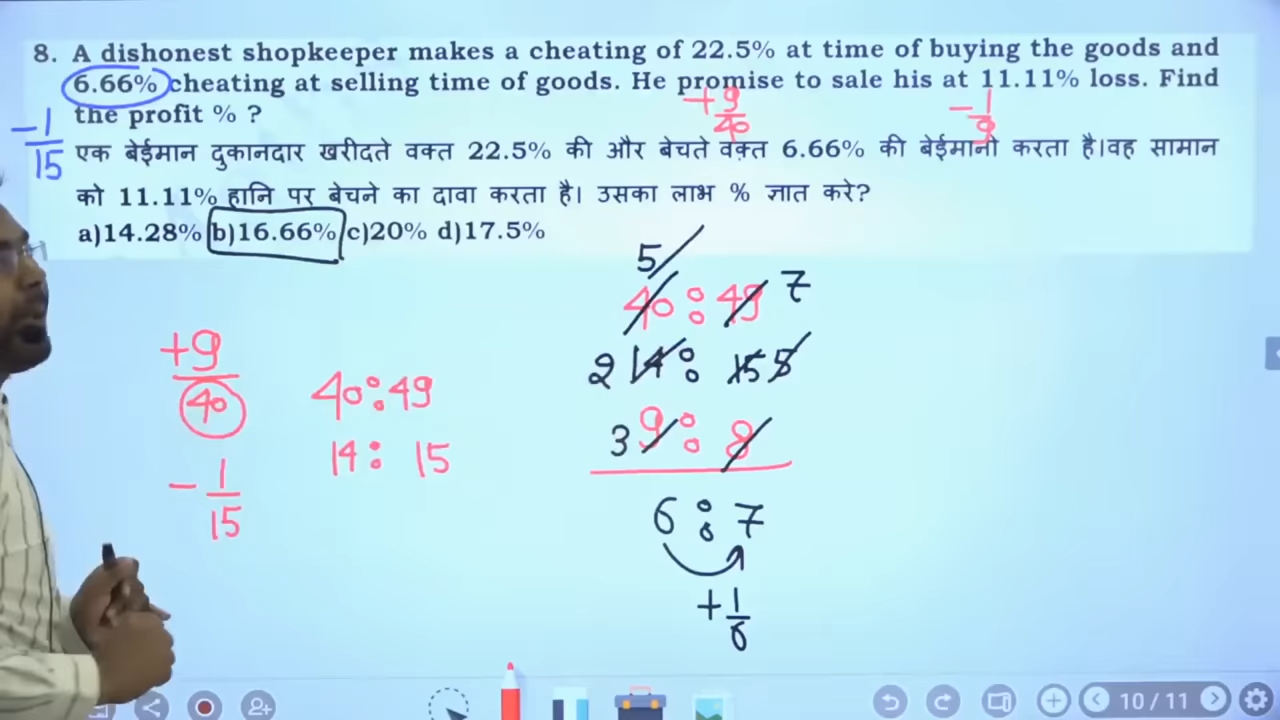 8. A dishonest shopkeeper makes a cheating of 22.5% at time of buying the goods and
6.66% cheating at selling time of goods. He promise to sale his at 11.11% loss. Find
the profit % ?
+9/40
-1/9
-1/15
एक बेईमान दुकानदार खरीदते वक्त 22.5% की और बेचते वक़्त 6.66% की बेईमानी करता है।वह सामान
को 11.11% हानि पर बेचने का दावा करता है। उसका लाभ % ज्ञात करे?
a)14.28% b)16.66% c)20% d)17.5%
+9/40
40:49
14: 15
-1/15
5
40:49 7
2 14: 15 5
3 9: 8
6:7
+1/6
10 / 11